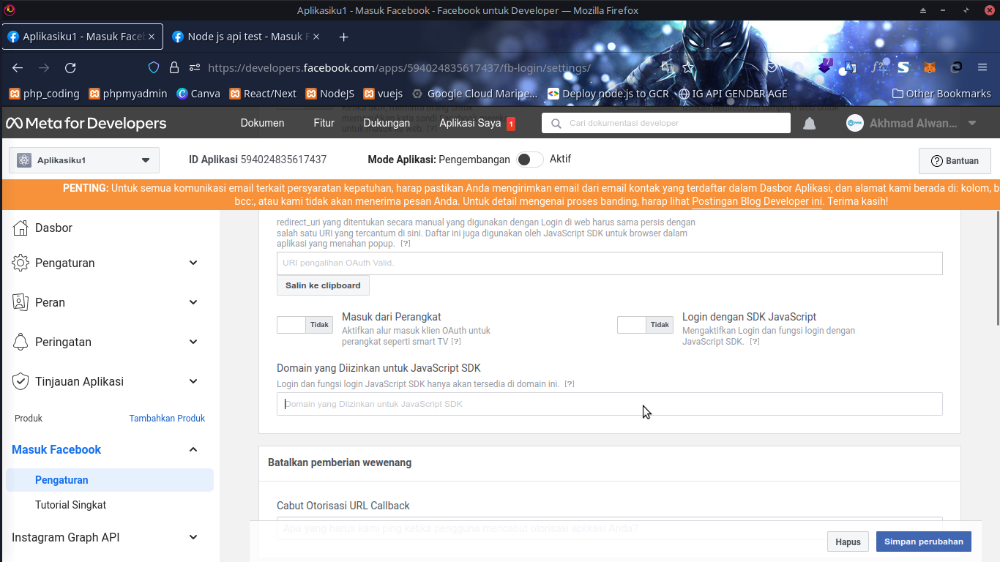 Aplikasiku1 - Masuk Facebook - Facebook untuk Developer — Mozilla Firefox
Aplikasiku1 - Masuk Faceb
Node js api test - Masuk F
https://developers.facebook.com/apps/594024835617437/fb-login/settings/
7
php_coding
phpmyadmin
Canva
React/Next
NodeJS
vuejs
Google Cloud Maripe...
Deploy node.js to GCR
IG API GENDER AGE
Other Bookmarks
Meta for Developers
Dokumen
Fitur
Dukungan
Aplikasi Saya
1
Cari dokumentasi developer
Akhmad Alwan...
Aplikasiku1
ID Aplikasi 594024835617437
Mode Aplikasi: Pengembangan
Aktif
Bantuan
PENTING: Untuk semua komunikasi email terkait persyaratan kepatuhan, harap pastikan Anda mengirimkan email dari email kontak yang terdaftar dalam Dasbor Aplikasi, dan alamat kami berada di: kolom, b
bcc:, atau kami tidak akan menerima pesan Anda. Untuk detail mengenai proses banding, harap lihat Postingan Blog Developer ini. Terima kasih!
Dasbor
Pengaturan
Peran
Peringatan
Tinjauan Aplikasi
Produk
Tambahkan Produk
Masuk Facebook
Pengaturan
Tutorial Singkat
Instagram Graph API
redirect_uri yang ditentukan secara manual yang digunakan dengan Login di web harus sama persis dengan
salah satu URI yang tercantum di sini. Daftar ini juga digunakan oleh JavaScript SDK untuk browser dalam
aplikasi yang menahan popup. [?]
URI pengalihan OAuth Valid.
Salin ke clipboard
Tidak
Masuk dari Perangkat
Aktifkan alur masuk klien OAuth untuk
perangkat seperti smart TV [?]
Tidak
Login dengan SDK JavaScript
Mengaktifkan Login dan fungsi login dengan
JavaScript SDK. [?]
Domain yang Diizinkan untuk JavaScript SDK
Login dan fungsi login JavaScript SDK hanya akan tersedia di domain ini. [?]
Domain yang Diizinkan untuk JavaScript SDK
Batalkan pemberian wewenang
Cabut Otorisasi URL Callback
Apa yang harus kami ping ketika pengguna mencabut otorisasi aplikasi Anda?
Hapus
Simpan perubahan